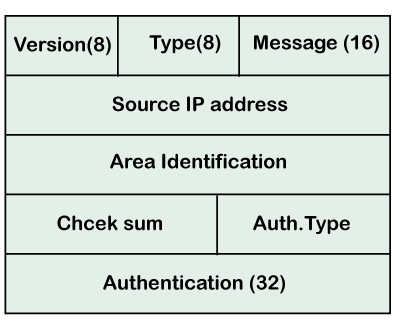 Version(8) Type(8) Message (16)
Source IP address
Area Identification
Chcek sum Auth.Type
Authentication (32)